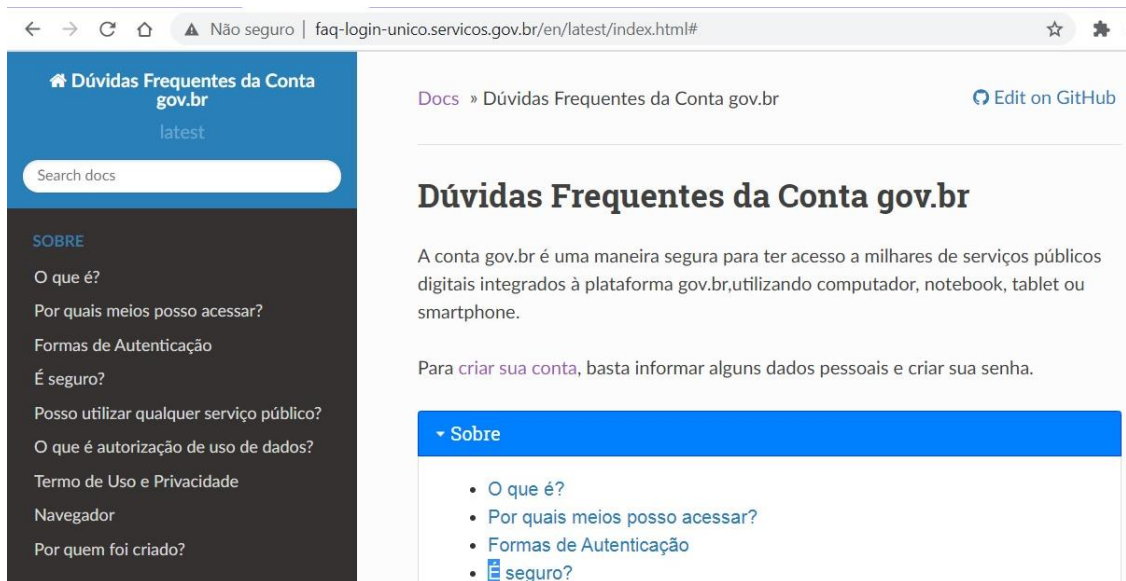 Não seguro | faq-login-unico.servicos.gov.br/en/latest/index.html#
Dúvidas Frequentes da Conta
gov.br
latest
Search docs
SOBRE
O que é?
Por quais meios posso acessar?
Formas de Autenticação
É seguro?
Posso utilizar qualquer serviço público?
O que é autorização de uso de dados?
Termo de Uso e Privacidade
Navegador
Por quem foi criado?
Docs » Dúvidas Frequentes da Conta gov.br
Edit on GitHub
Dúvidas Frequentes da Conta gov.br
A conta gov.br é uma maneira segura para ter acesso a milhares de serviços públicos
digitais integrados à plataforma gov.br,utilizando computador, notebook, tablet ou
smartphone.
Para criar sua conta, basta informar alguns dados pessoais e criar sua senha.
Sobre
• O que é?
• Por quais meios posso acessar?
• Formas de Autenticação
• É seguro?